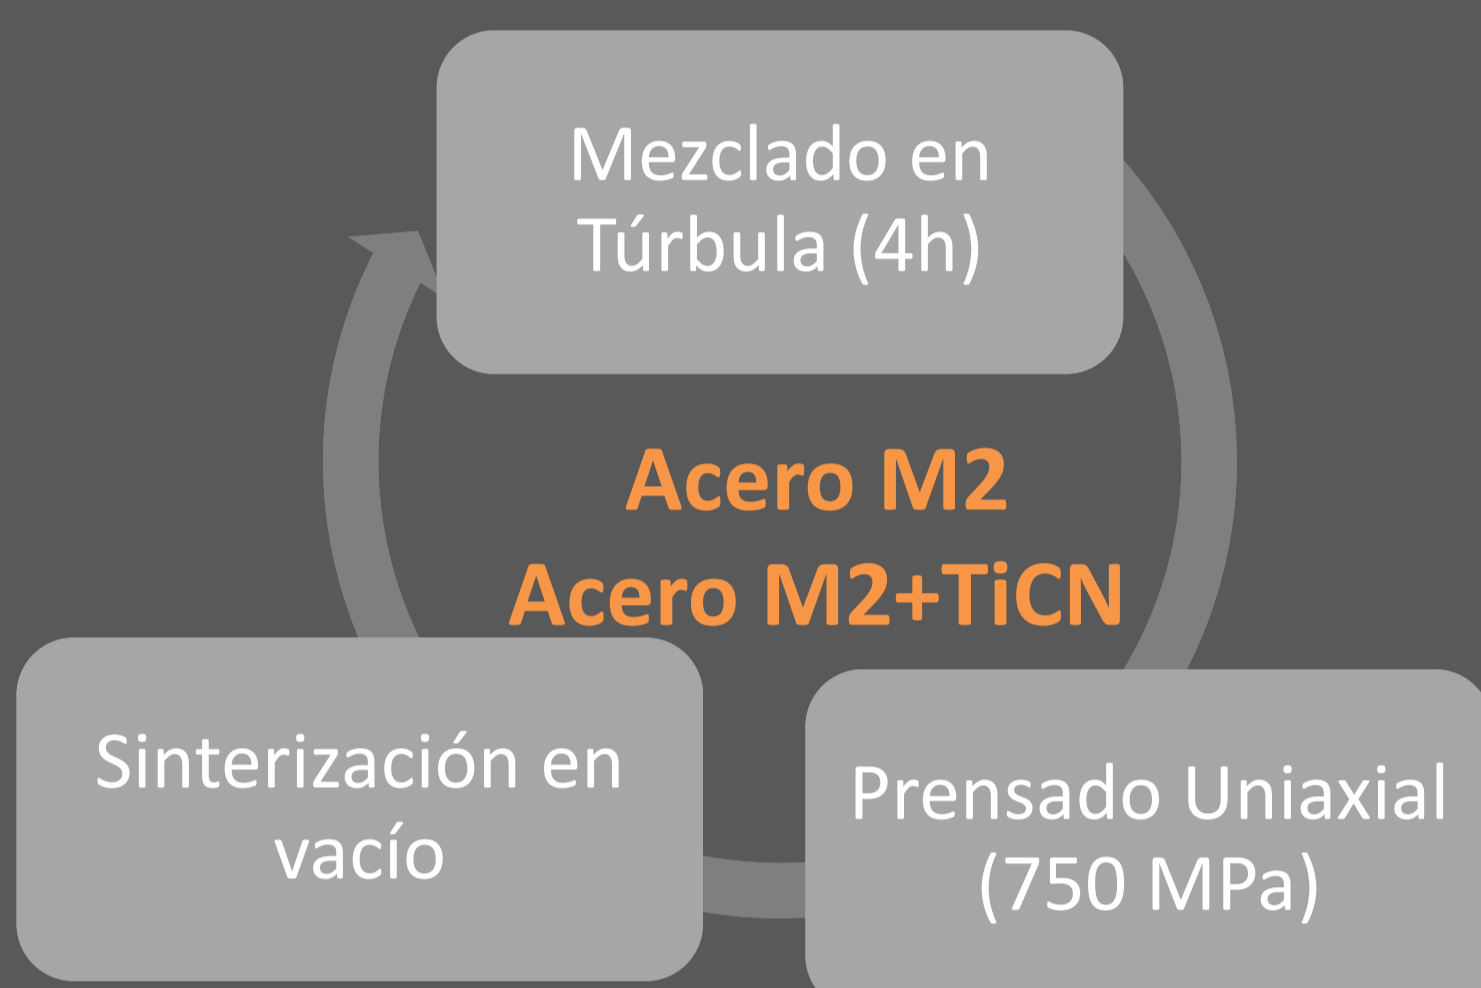 Mezclado en
Túrbula (4h)
Acero M2
Acero M2+TiCN
Sinterización en
vacío
Prensado Uniaxial
(750 MPa)